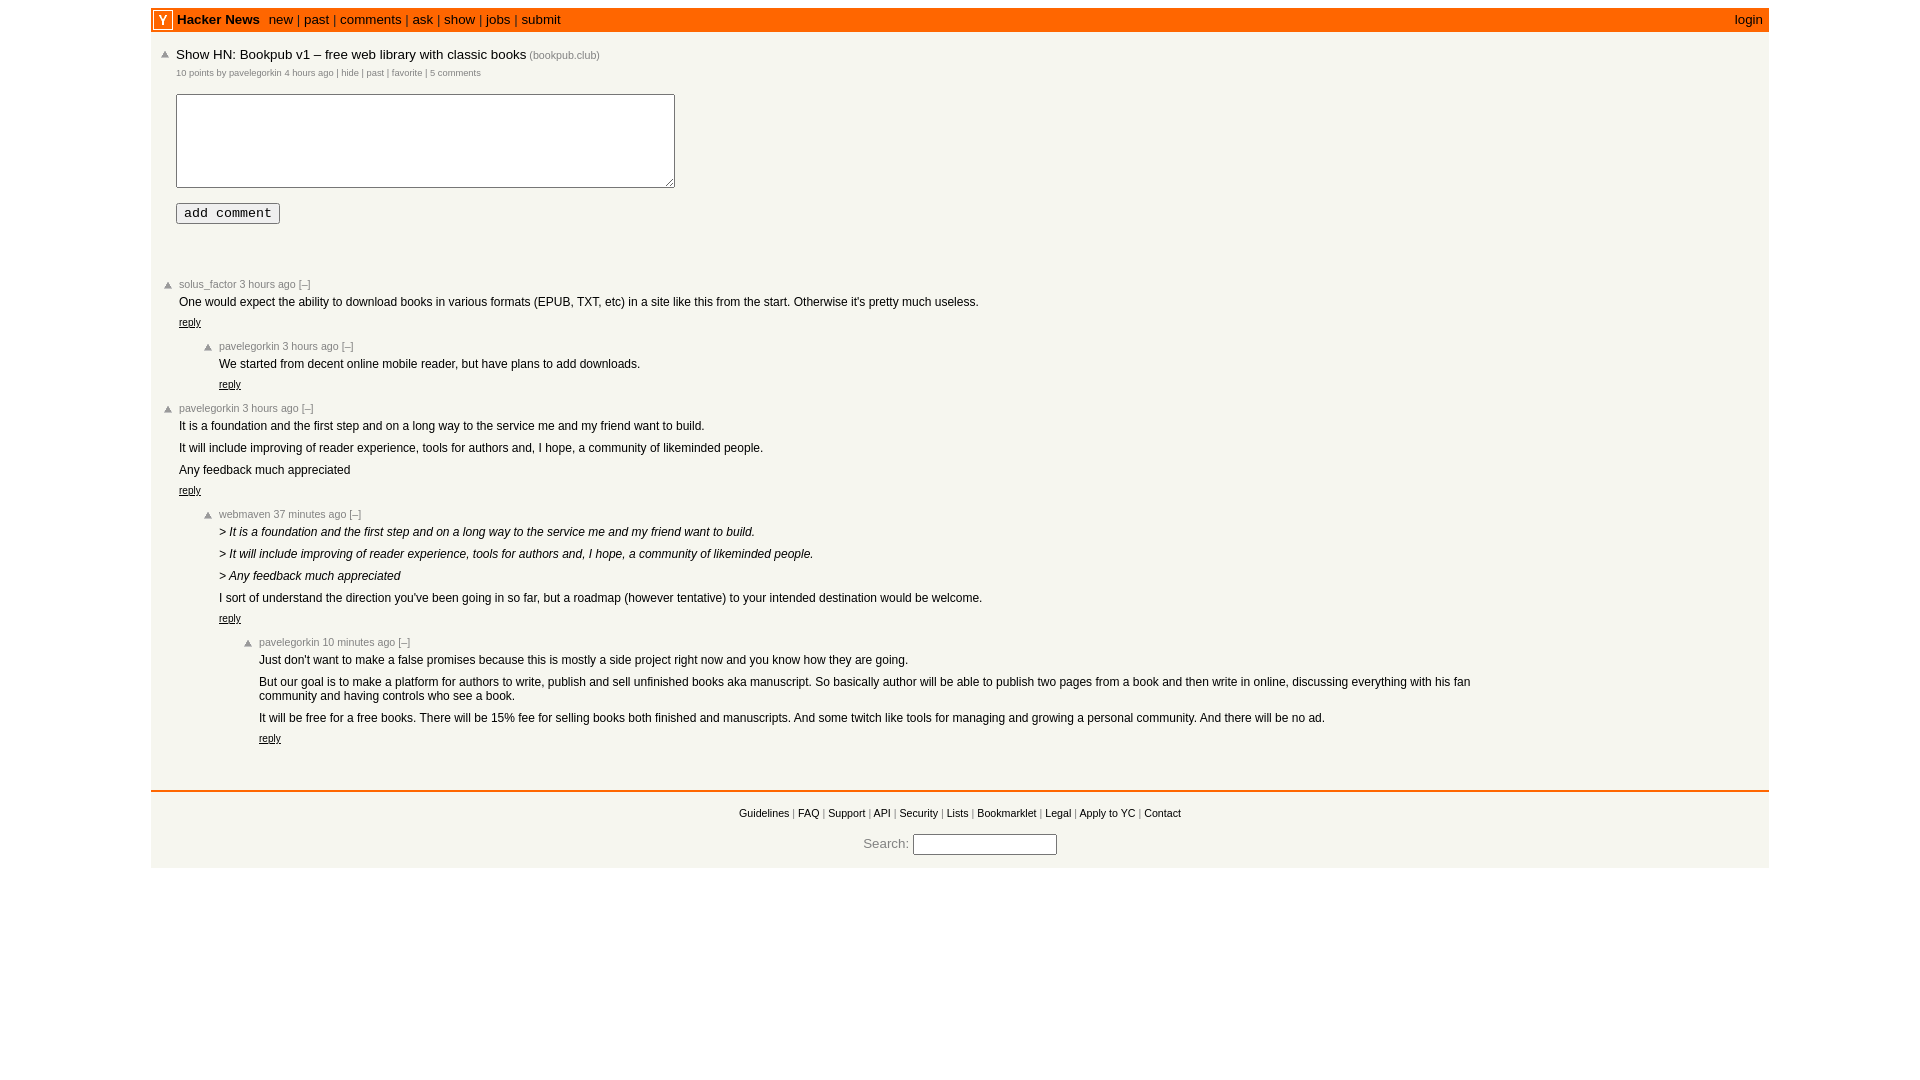 Y Hacker News new | past | comments | ask | show | jobs | submit login
Show HN: Bookpub v1 – free web library with classic books (bookpub.club)
10 points by pavelegorkin 4 hours ago | hide | past | favorite | 5 comments
add comment
solus_factor 3 hours ago [–]
One would expect the ability to download books in various formats (EPUB, TXT, etc) in a site like this from the start. Otherwise it's pretty much useless.
reply
pavelegorkin 3 hours ago [–]
We started from decent online mobile reader, but have plans to add downloads.
reply
pavelegorkin 3 hours ago [–]
It is a foundation and the first step and on a long way to the service me and my friend want to build.
It will include improving of reader experience, tools for authors and, I hope, a community of likeminded people.
Any feedback much appreciated
reply
webmaven 37 minutes ago [–]
> It is a foundation and the first step and on a long way to the service me and my friend want to build.
> It will include improving of reader experience, tools for authors and, I hope, a community of likeminded people.
> Any feedback much appreciated
I sort of understand the direction you've been going in so far, but a roadmap (however tentative) to your intended destination would be welcome.
reply
pavelegorkin 10 minutes ago [–]
Just don't want to make a false promises because this is mostly a side project right now and you know how they are going.
But our goal is to make a platform for authors to write, publish and sell unfinished books aka manuscript. So basically author will be able to publish two pages from a book and then write in online, discussing everything with his fan
community and having controls who see a book.
It will be free for a free books. There will be 15% fee for selling books both finished and manuscripts. And some twitch like tools for managing and growing a personal community. And there will be no ad.
reply
Guidelines | FAQ | Support | API | Security | Lists | Bookmarklet | Legal | Apply to YC | Contact
Search: